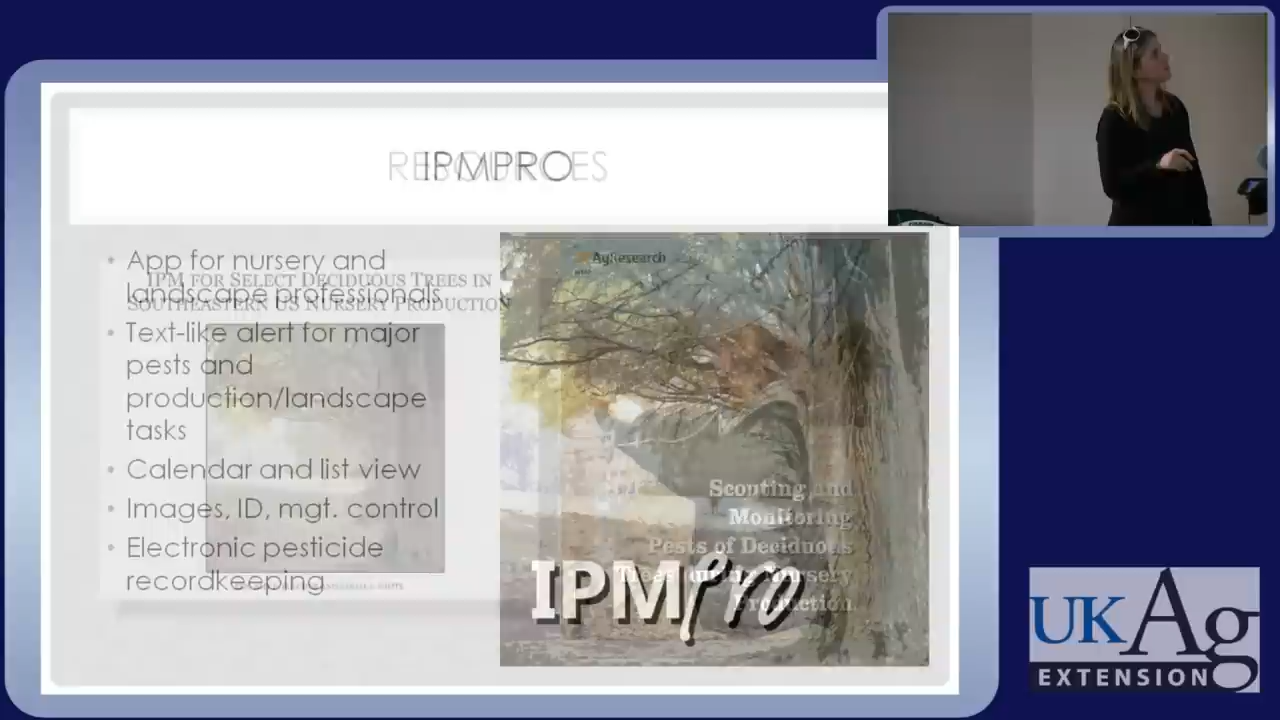 RESOURCES
IPMPRO
App for nursery and
landscape professionals
Text-like alert for major
pests and
production/landscape
tasks
Calendar and list view
Images, ID, mgt. control
Electronic pesticide
recordkeeping
IPM FOR SELECT DECIDUOUS TREES IN
SOUTHEASTERN US NURSERY PRODUCTION
AgResearch
Scouting and
Monitoring
Pests of Deciduous
Trees during Nursery
Production
IPMPro
UKAg
EXTENSION